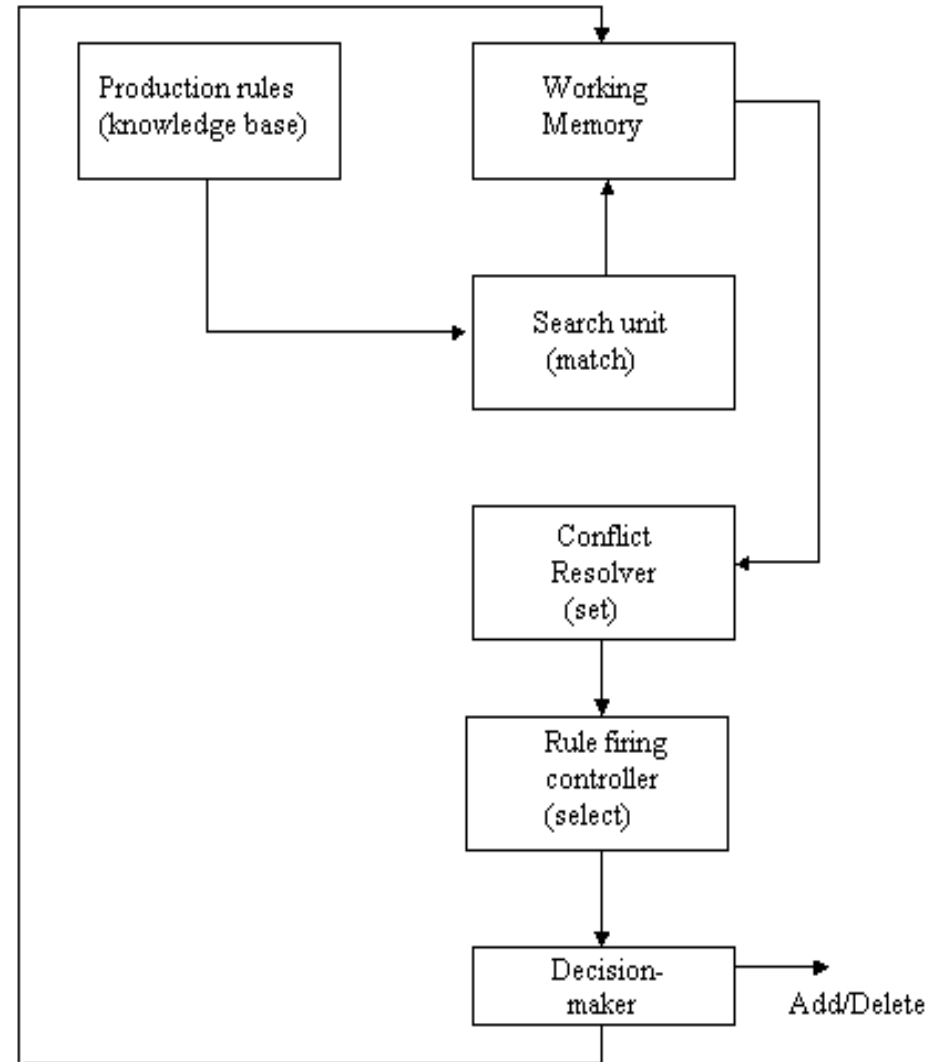 Production rules
(knowledge base)
Working
Memory
Search unit
(match)
Conflict
Resolver
(set)
Rule firing
controller
(select)
Decision-
maker
Add/Delete